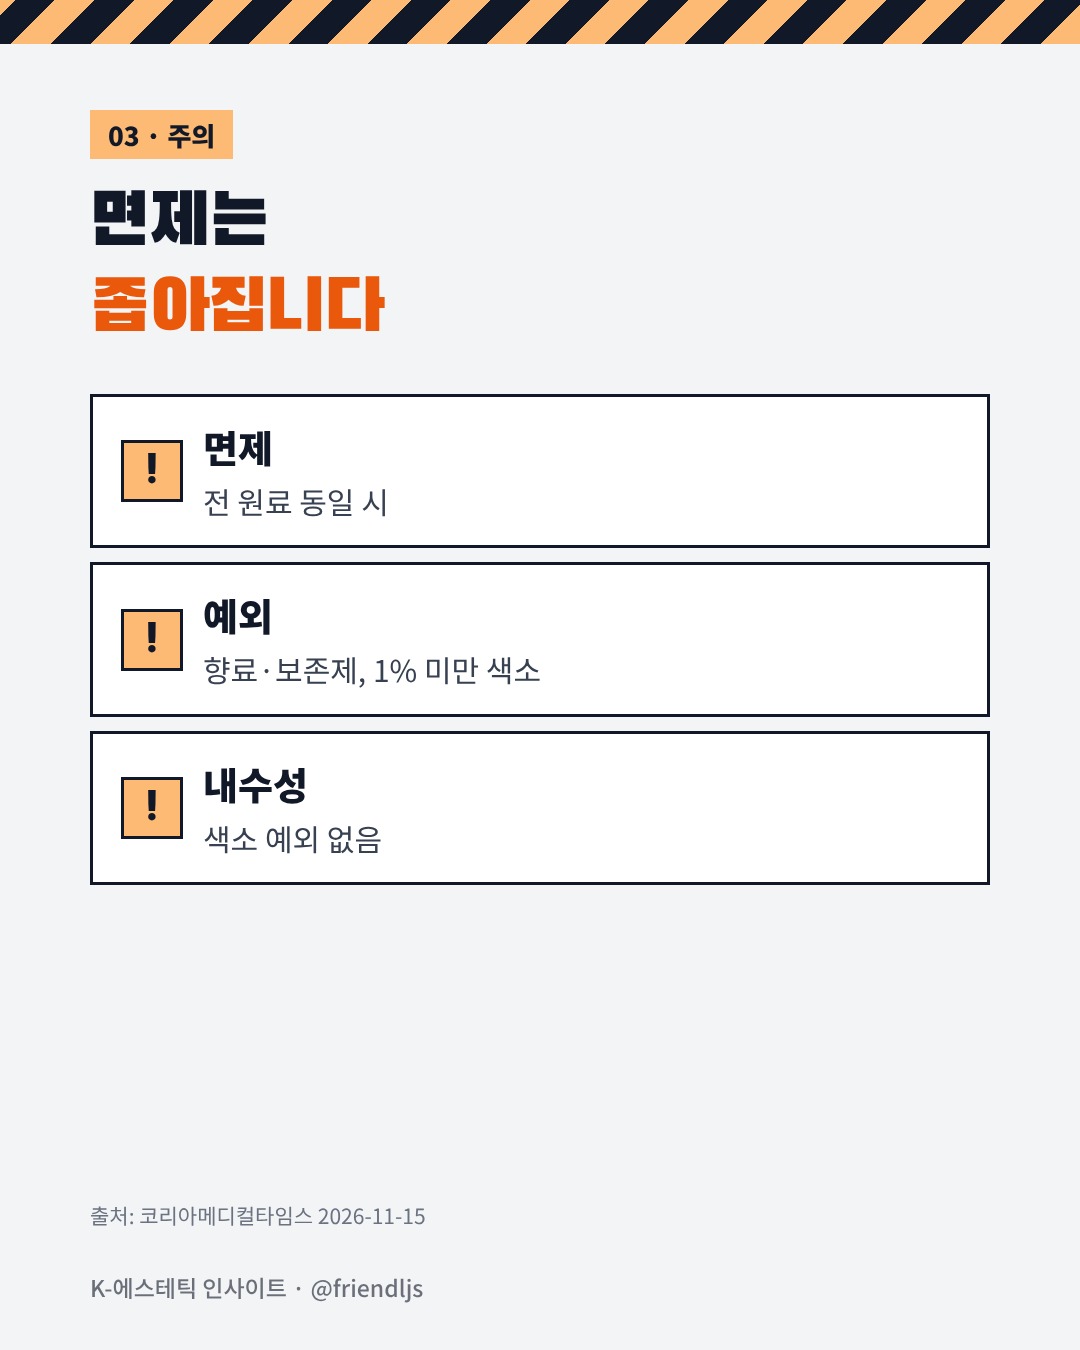 03 · 주의
면제는
좁아집니다
!
면제
전 원료 동일 시
!
예외
향료·보존제, 1% 미만 색소
!
내수성
색소 예외 없음
출처: 코리아메디컬타임스 2026-11-15
K-에스테틱 인사이트 · @friendljs